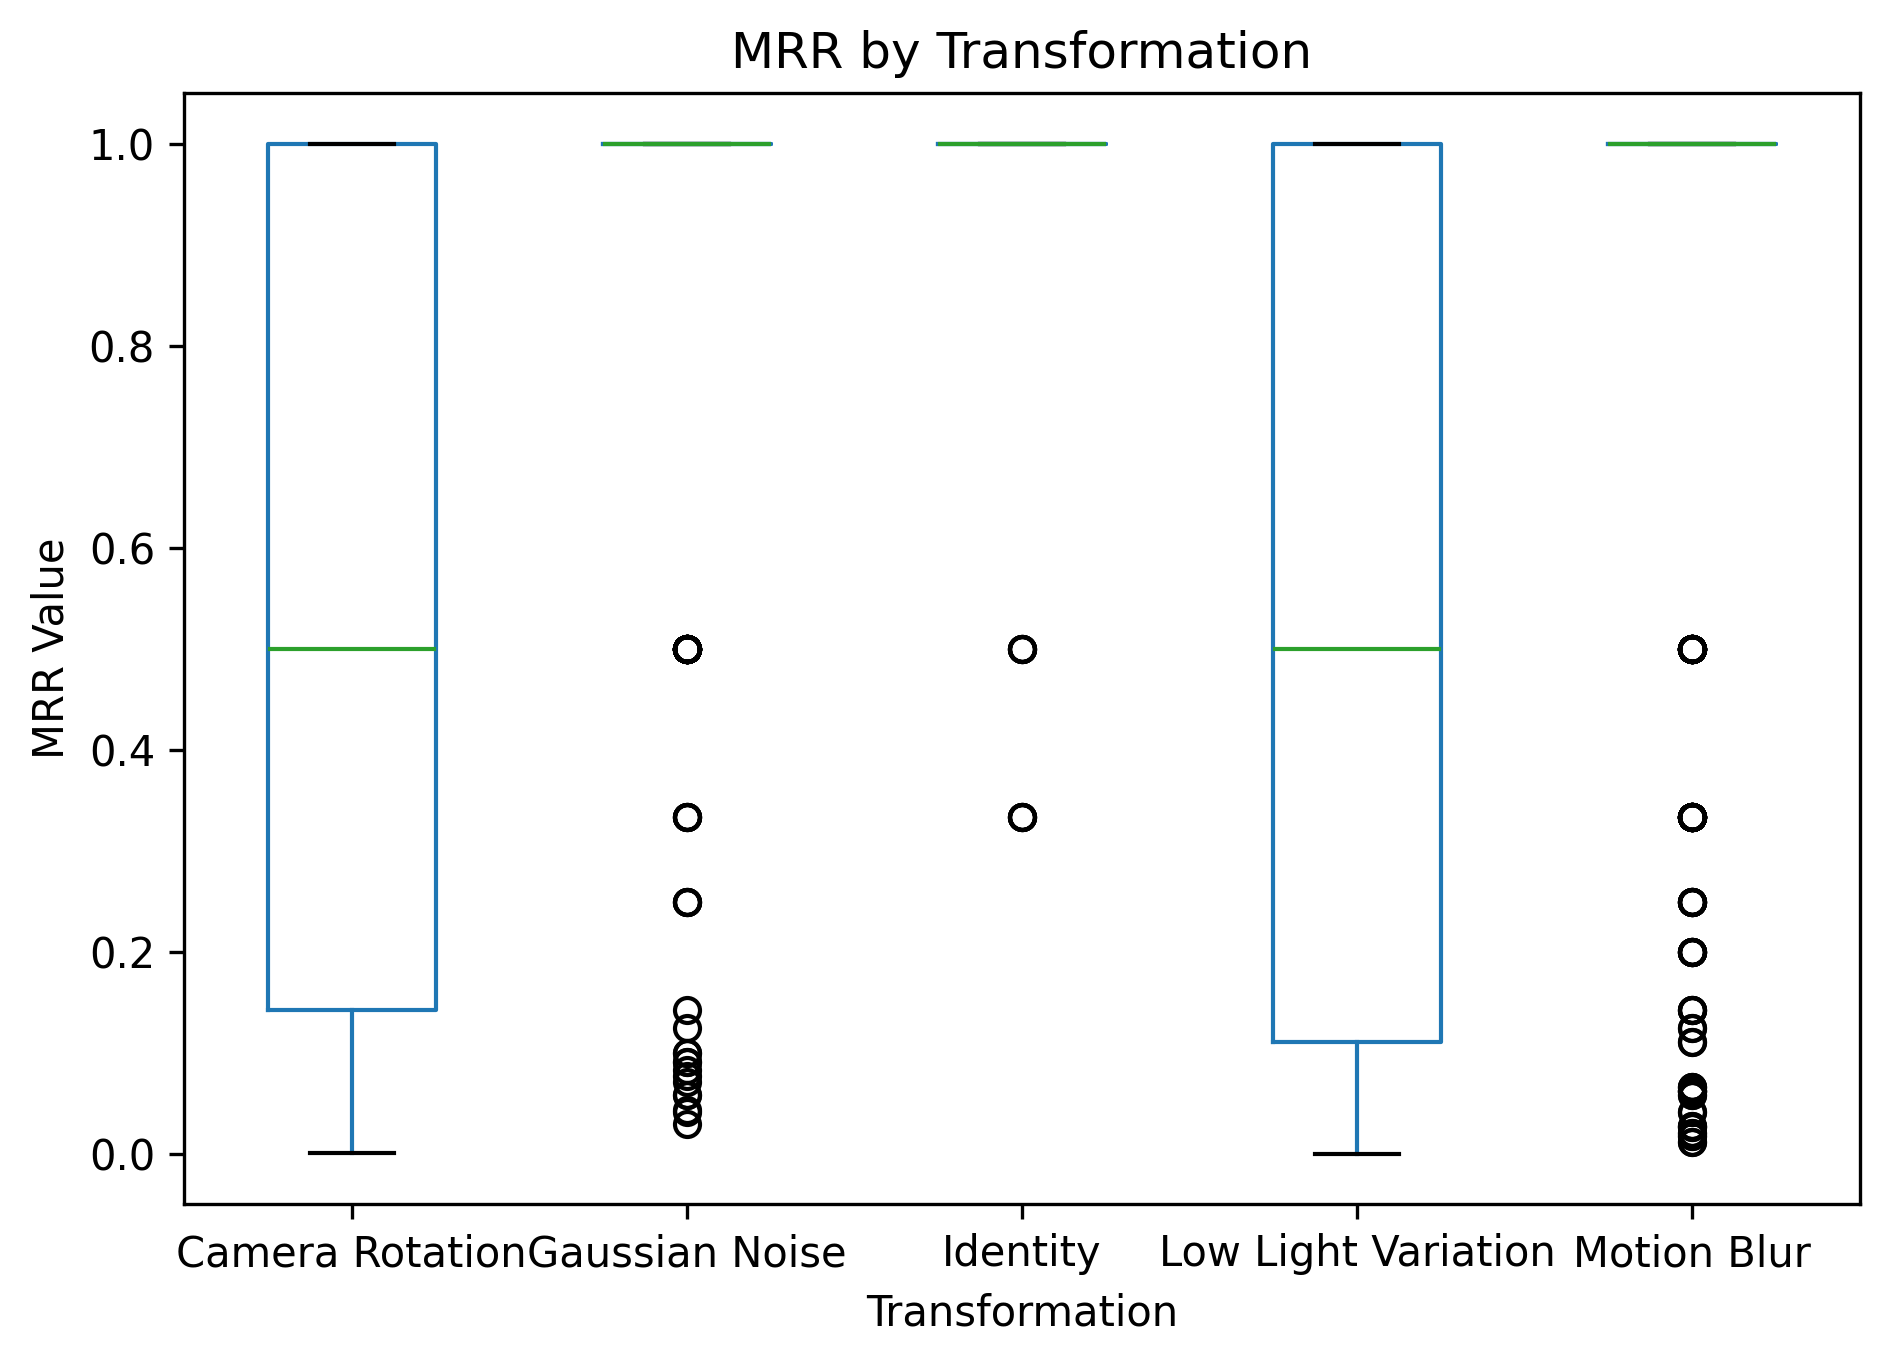 MRR by Transformation
MRR Value
1.0
0.8
0.6
0.4
0.2
0.0
Camera Rotation Gaussian Noise Identity Low Light Variation Motion Blur
Transformation